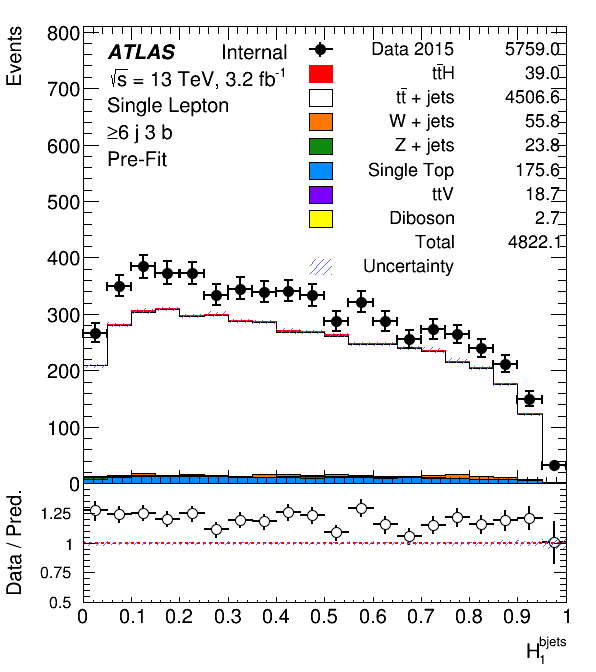 Events
800
700
600
500
400
300
200
100
0
ATLAS Internal
√s = 13 TeV, 3.2 fb⁻¹
Single Lepton
≥6 j 3 b
Pre-Fit
Data 2015 5759.0
tt̄H 39.0
tt̄ + jets 4506.6
W + jets 55.8
Z + jets 23.8
Single Top 175.6
ttV 18.7
Diboson 2.7
Total 4822.1
Uncertainty
Data / Pred.
1.25
1
0.75
0.5
0 0.1 0.2 0.3 0.4 0.5 0.6 0.7 0.8 0.9 1
H₁^bjets